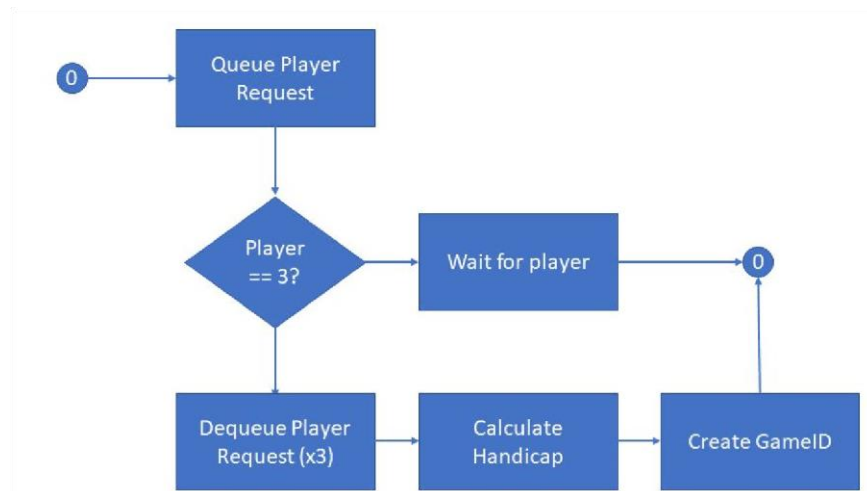 0
Queue Player
Request
Player
== 3?
Wait for player
0
Dequeue Player
Request (x3)
Calculate
Handicap
Create GameID